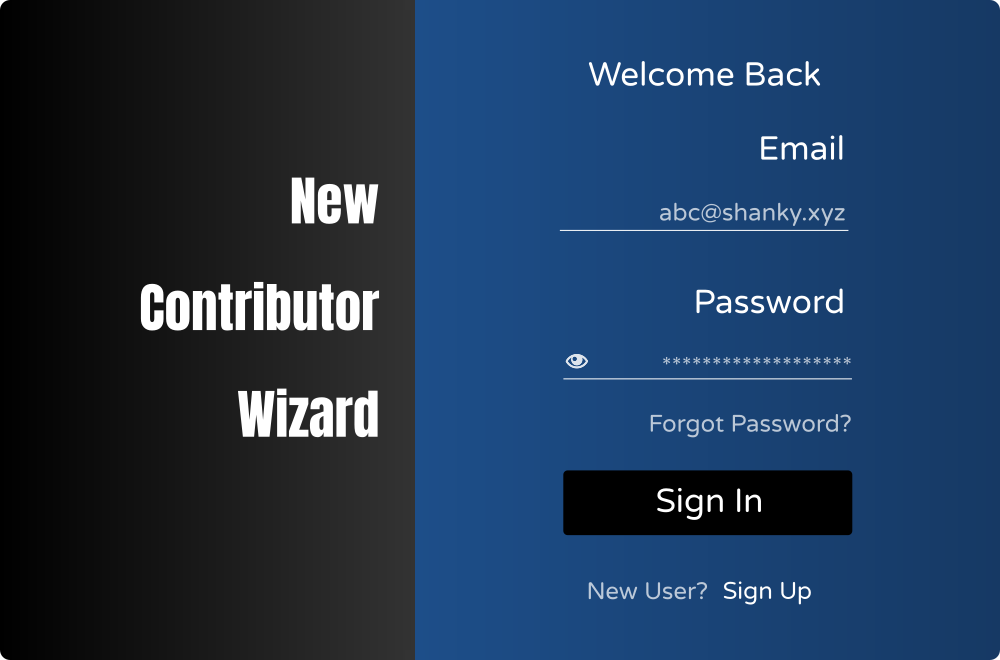 New
Contributor
Wizard
Welcome Back
Email
abc@shanky.xyz
Password
*******************
Forgot Password?
Sign In
New User? Sign Up